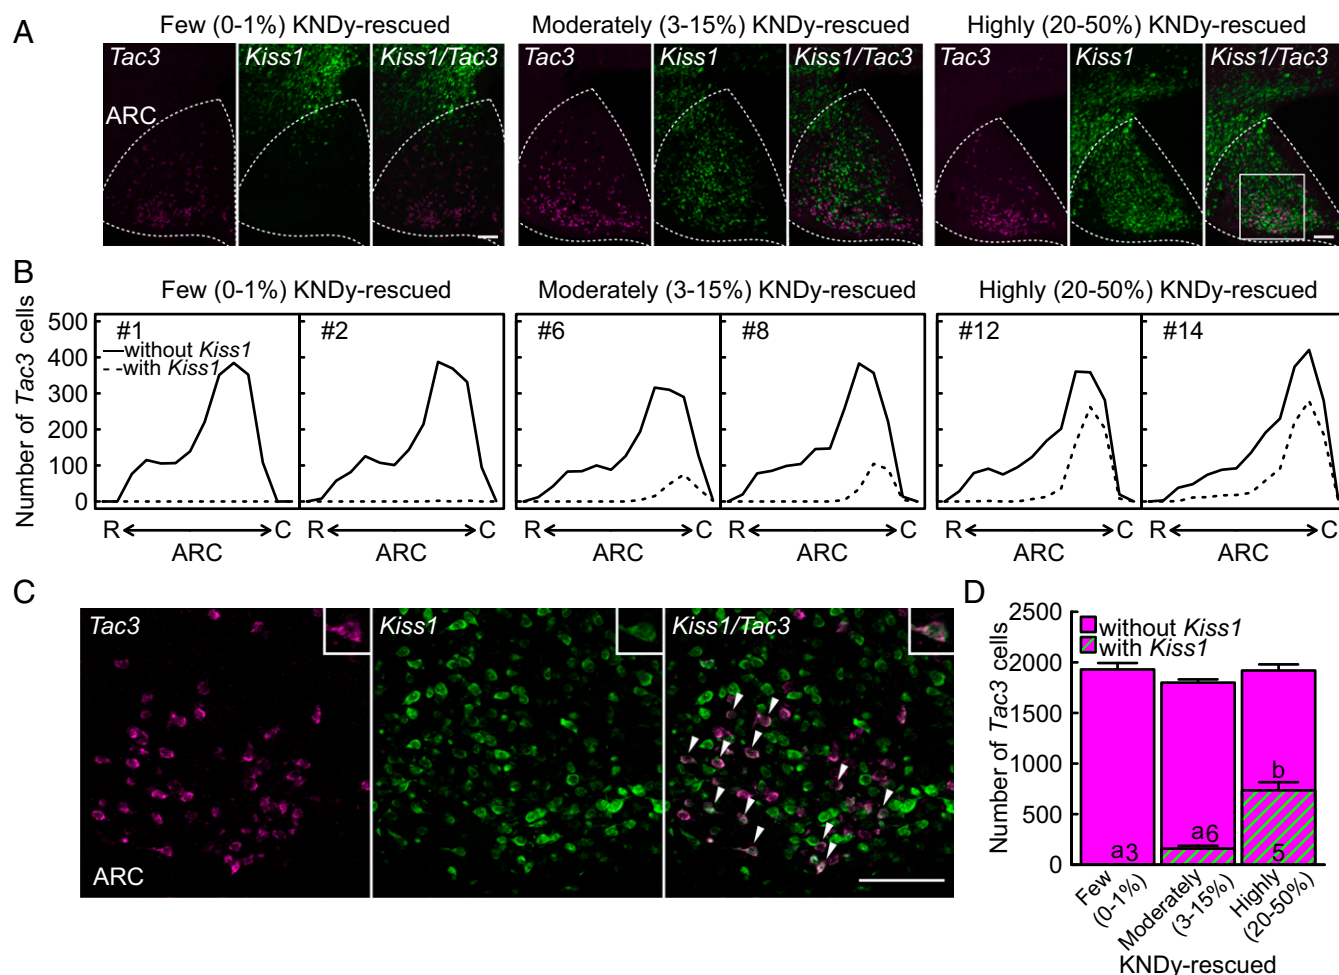 A
Few (0-1%) KNDy-rescued
Moderately (3-15%) KNDy-rescued
Highly (20-50%) KNDy-rescued
Tac3
Kiss1
Kiss1/Tac3
Tac3
Kiss1
Kiss1/Tac3
Tac3
Kiss1
Kiss1/Tac3
ARC
B
Few (0-1%) KNDy-rescued
Moderately (3-15%) KNDy-rescued
Highly (20-50%) KNDy-rescued
Number of Tac3 cells
500
400
300
200
100
0
#1
without Kiss1
with Kiss1
#2
#6
#8
#12
#14
R C
ARC
R C
ARC
R C
ARC
R C
ARC
R C
ARC
R C
ARC
C
Tac3
Kiss1
Kiss1/Tac3
ARC
D
Number of Tac3 cells
2500
2000
1500
1000
500
0
without Kiss1
with Kiss1
a3
a6
b
5
Few
(0-1%)
Moderately
(3-15%)
Highly
(20-50%)
KNDy-rescued